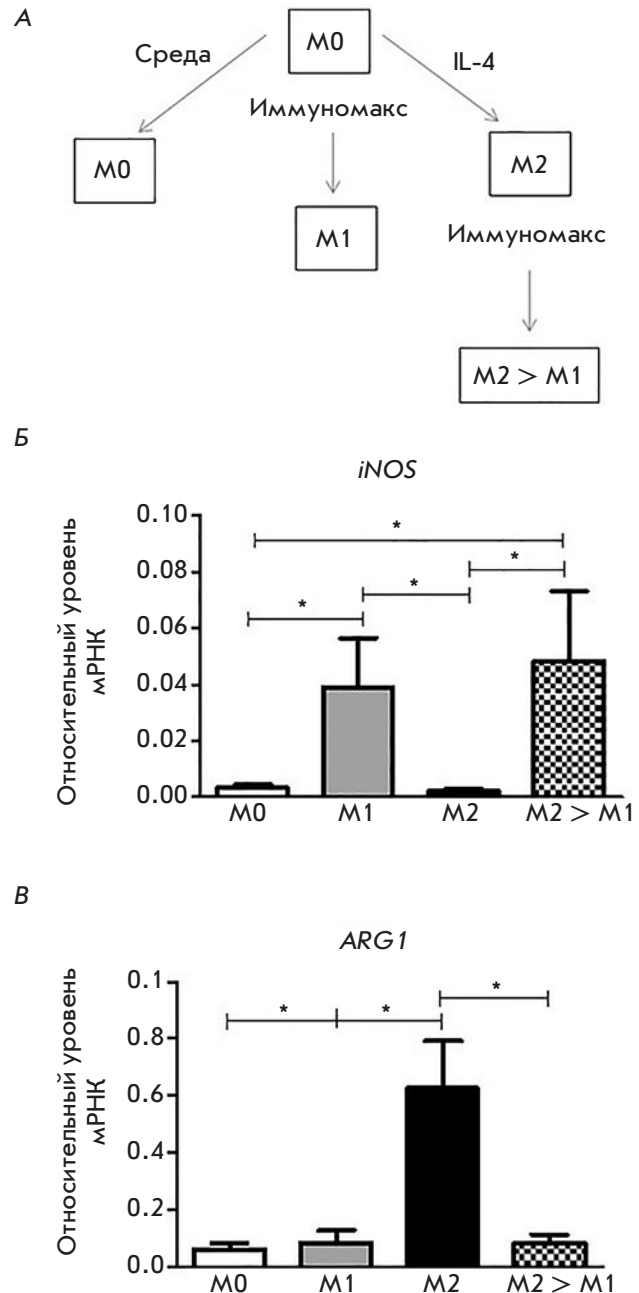 А
М0
Среда
IL-4
Иммуномакс
М0
М2
М1
Иммуномакс
М2 > М1
Б
iNOS
Относительный уровень
мРНК
0.10
0.08
0.06
0.04
0.02
0.00
*
*
*
*
М0 М1 М2 М2 > М1
В
ARG1
Относительный уровень
мРНК
0.1
0.8
0.6
0.4
0.2
0.0
*
*
*
М0 М1 М2 М2 > М1